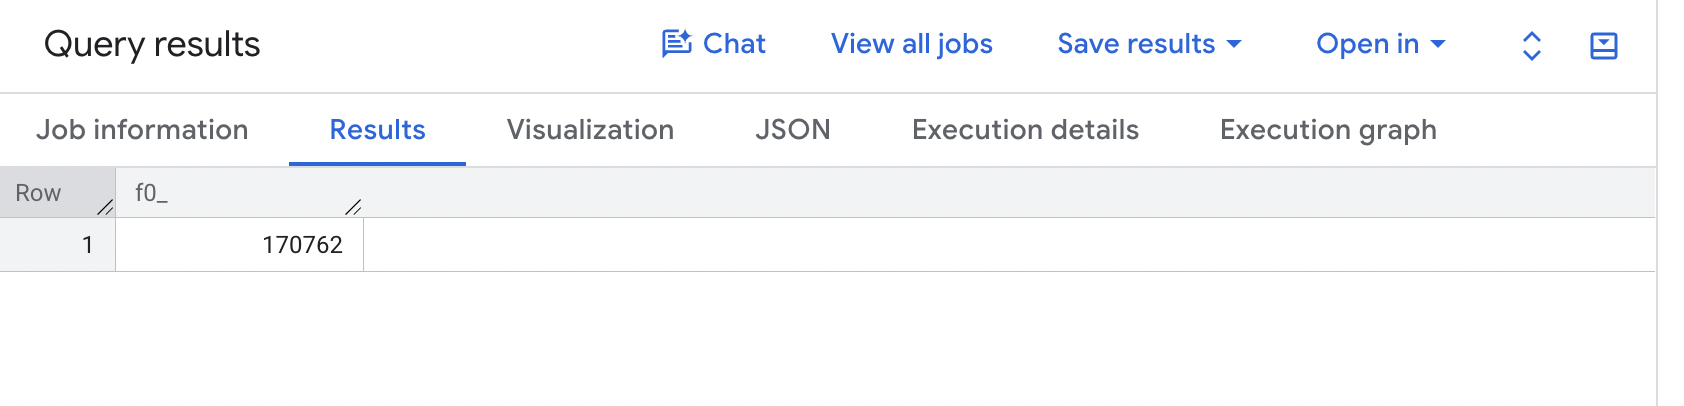 Query results Chat View all jobs Save results Open in
Job information Results Visualization JSON Execution details Execution graph
Row f0_
1 170762